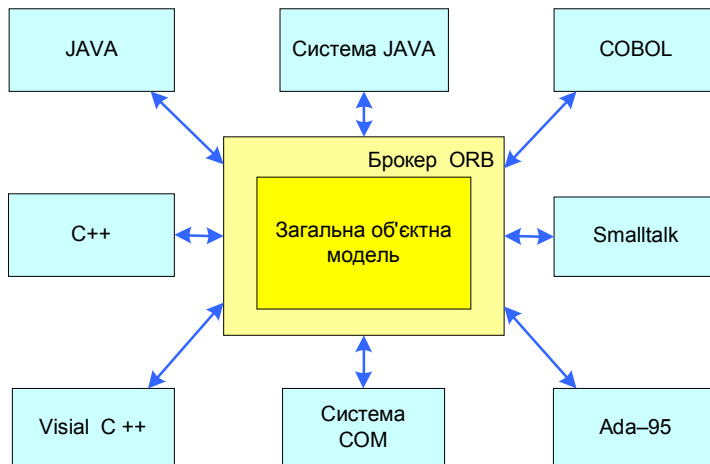 JAVA
Система JAVA
COBOL
Брокер ORB
Загальна об'єктна
модель
C++
Smalltalk
Visial C ++
Система
COM
Ada–95